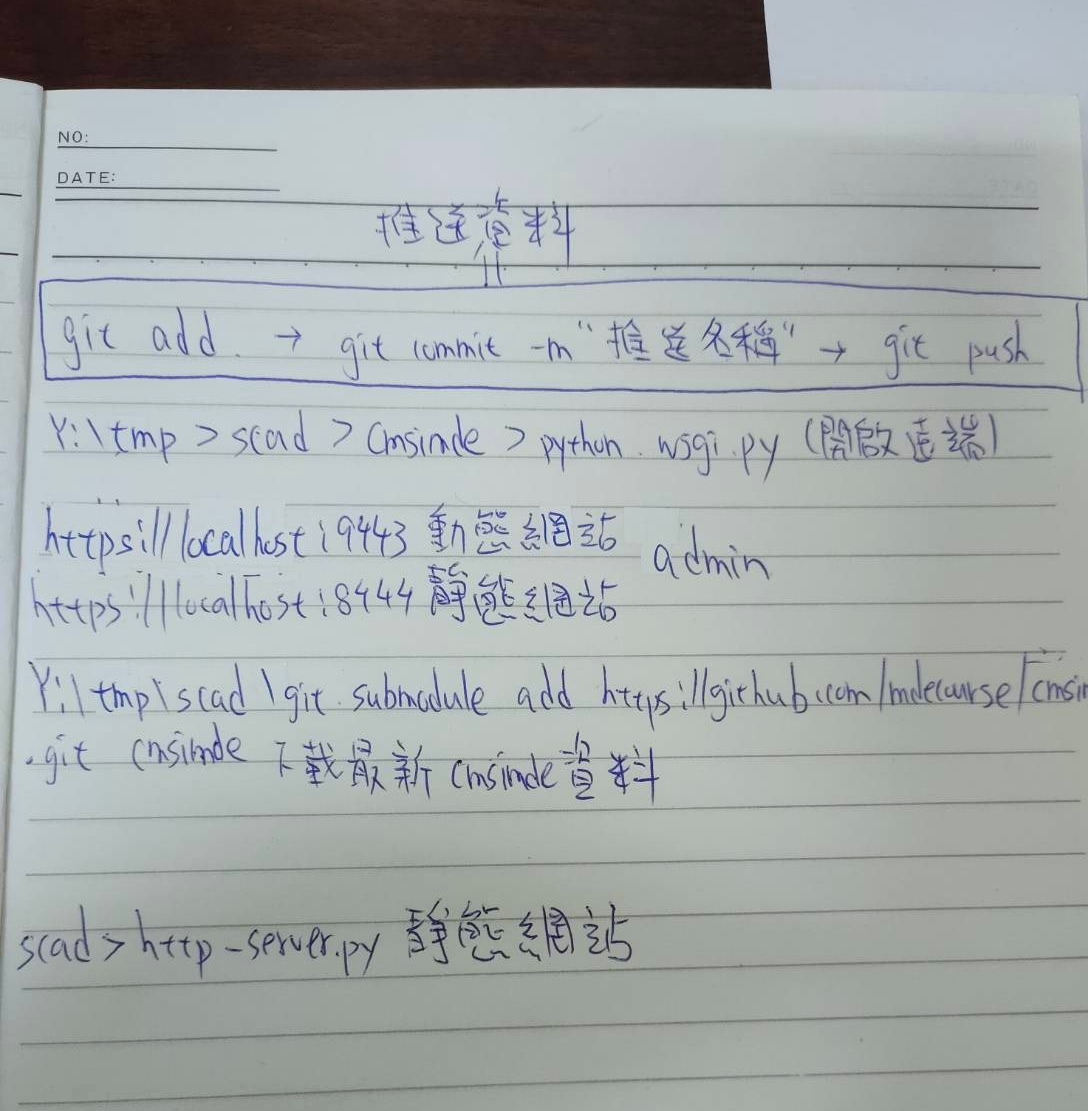 NO:
DATE:
推送資料
git add . → git commit -m "推送名稱" → git push
Y:\tmp > scad > cmsimde > python wsgi.py (開啟遠端)
https://localhost:9443 動態網站 admin
https://localhost:8444 靜態網站
Y:\tmp\scad\git submodule add https://github.com/mdecourse/cmsim
.git cmsimde 下載最新 cmsimde 資料
scad > http-server.py 靜態網站